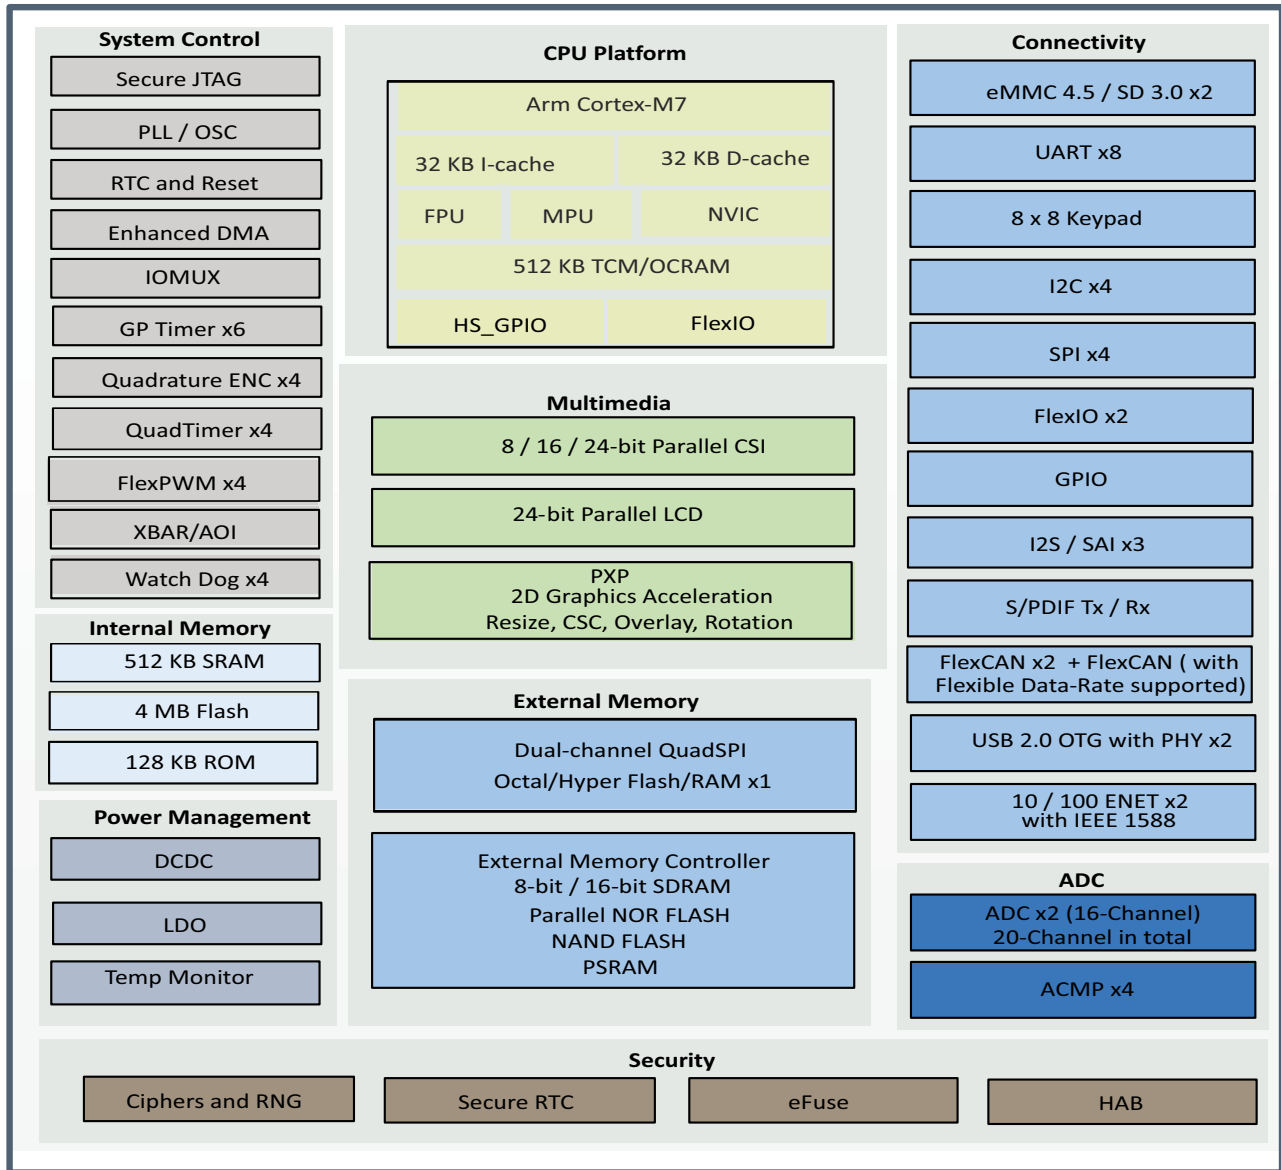 System Control
Secure JTAG
PLL / OSC
RTC and Reset
Enhanced DMA
IOMUX
GP Timer x6
Quadrature ENC x4
QuadTimer x4
FlexPWM x4
XBAR/AOI
Watch Dog x4
Internal Memory
512 KB SRAM
4 MB Flash
128 KB ROM
Power Management
DCDC
LDO
Temp Monitor
CPU Platform
Arm Cortex-M7
32 KB I-cache
32 KB D-cache
FPU
MPU
NVIC
512 KB TCM/OCRAM
HS_GPIO
FlexIO
Multimedia
8 / 16 / 24-bit Parallel CSI
24-bit Parallel LCD
PXP
2D Graphics Acceleration
Resize, CSC, Overlay, Rotation
External Memory
Dual-channel QuadSPI
Octal/Hyper Flash/RAM x1
External Memory Controller
8-bit / 16-bit SDRAM
Parallel NOR FLASH
NAND FLASH
PSRAM
Connectivity
eMMC 4.5 / SD 3.0 x2
UART x8
8 x 8 Keypad
I2C x4
SPI x4
FlexIO x2
GPIO
I2S / SAI x3
S/PDIF Tx / Rx
FlexCAN x2 + FlexCAN ( with
Flexible Data-Rate supported)
USB 2.0 OTG with PHY x2
10 / 100 ENET x2
with IEEE 1588
ADC
ADC x2 (16-Channel)
20-Channel in total
ACMP x4
Security
Ciphers and RNG
Secure RTC
eFuse
HAB